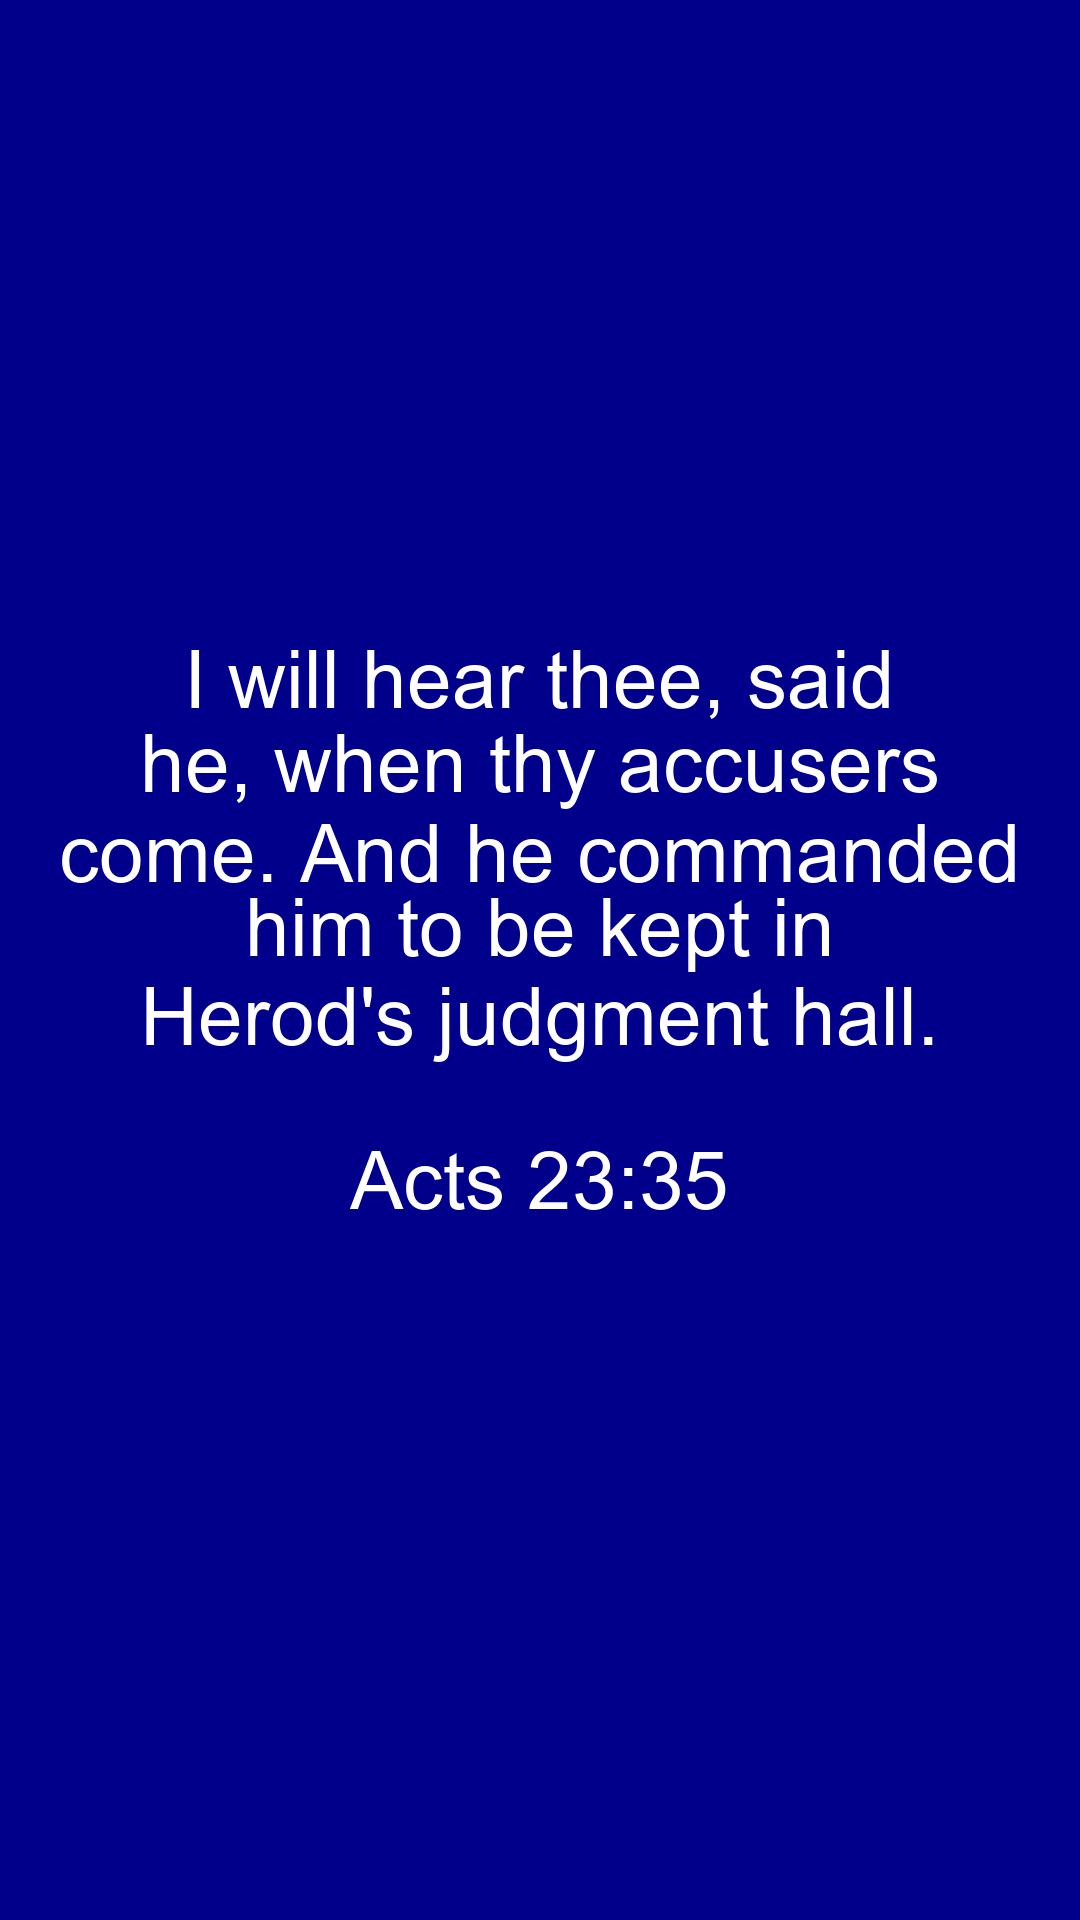 I will hear thee, said
he, when thy accusers
come. And he commanded
him to be kept in
Herod's judgment hall.
Acts 23:35